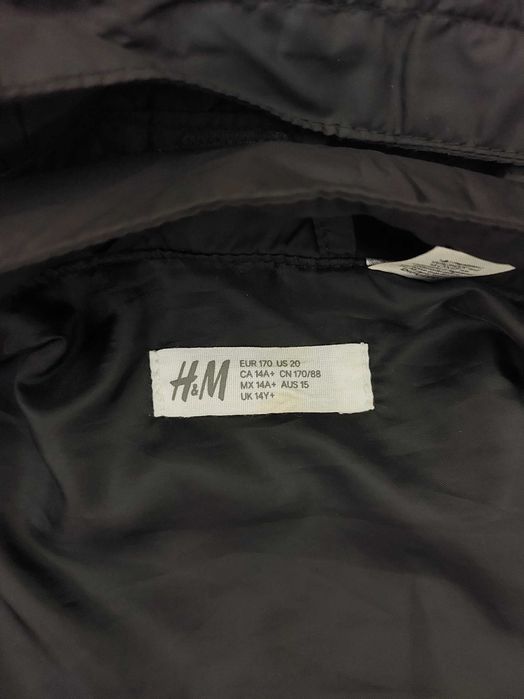 H&M
EUR 170 US 20
CA 14A+ CN 170/88
MX 14A+ AUS 15
UK 14Y+